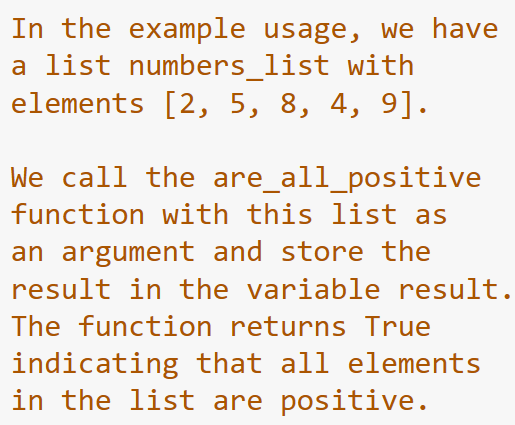 In the example usage, we have
a list numbers_list with
elements [2, 5, 8, 4, 9].
We call the are_all_positive
function with this list as
an argument and store the
result in the variable result.
The function returns True
indicating that all elements
in the list are positive.